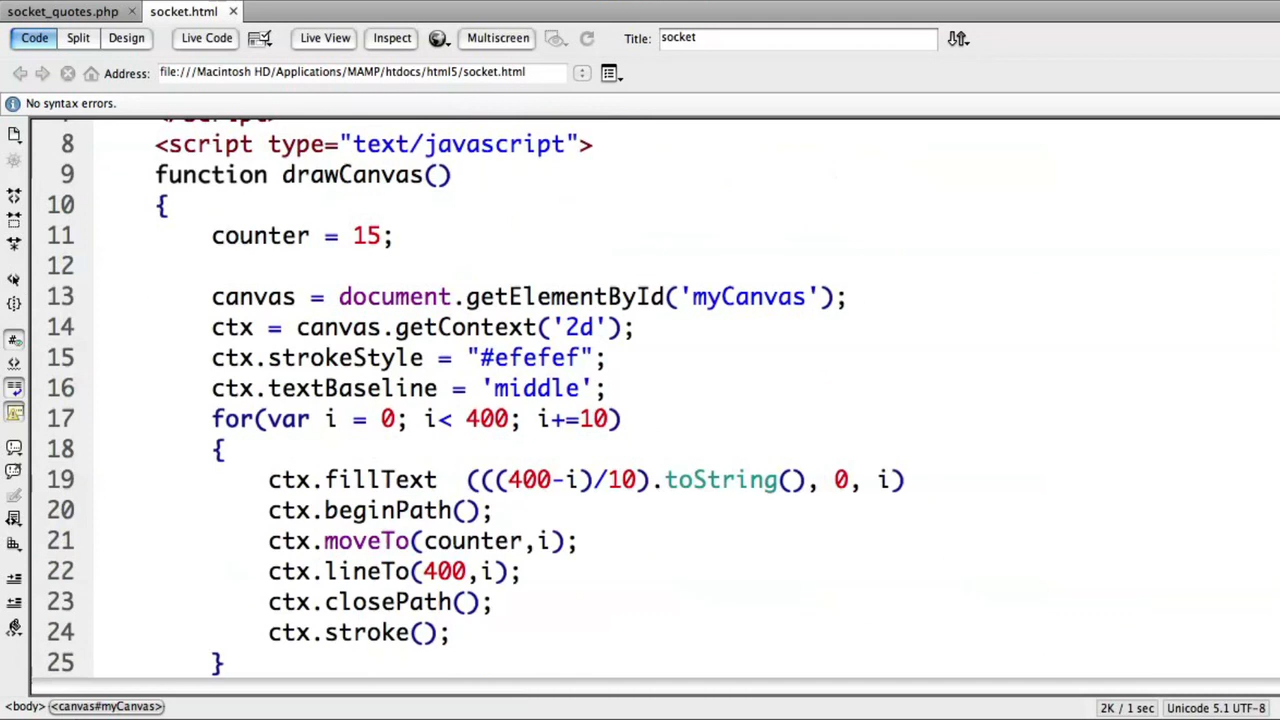 socket_quotes.php × socket.html ×
Code Split Design Live Code Live View Inspect Multiscreen Title: socket
Address: file:///Macintosh HD/Applications/MAMP/htdocs/html5/socket.html
No syntax errors.
8 <script type="text/javascript">
9 function drawCanvas()
10 {
11 counter = 15;
12
13 canvas = document.getElementById('myCanvas');
14 ctx = canvas.getContext('2d');
15 ctx.strokeStyle = "#efefef";
16 ctx.textBaseline = 'middle';
17 for(var i = 0; i< 400; i+=10)
18 {
19 ctx.fillText (((400-i)/10).toString(), 0, i)
20 ctx.beginPath();
21 ctx.moveTo(counter,i);
22 ctx.lineTo(400,i);
23 ctx.closePath();
24 ctx.stroke();
25 }
<body> <canvas#myCanvas> 2K / 1 sec Unicode 5.1 UTF-8